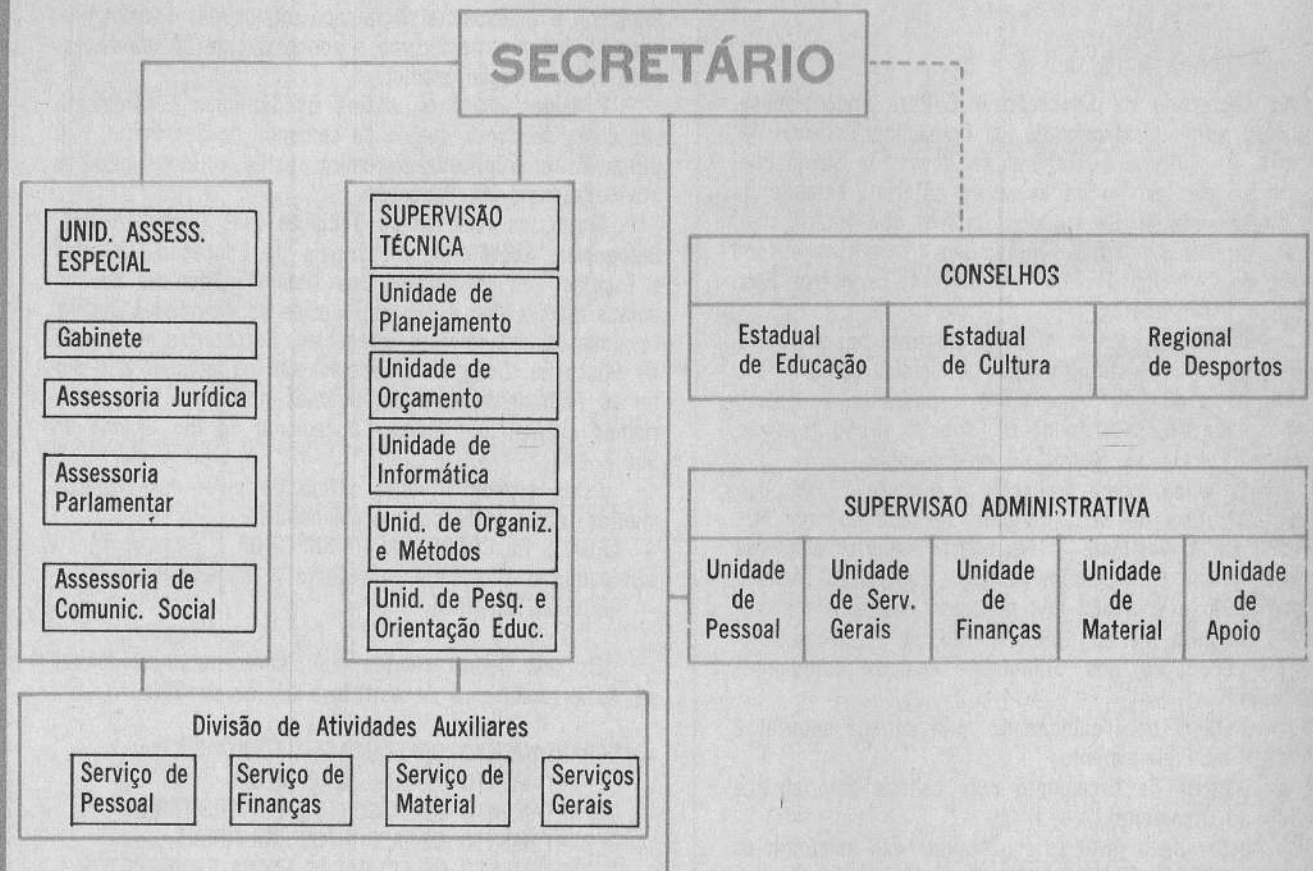 SECRETÁRIO
UNID. ASSESS.
ESPECIAL
Gabinete
Assessoria Jurídica
Assessoria
Parlamentar
Assessoria de
Comunic. Social
SUPERVISÃO
TÉCNICA
Unidade de
Planejamento
Unidade de
Orçamento
Unidade de
Informática
Unid. de Organiz.
e Métodos
Unid. de Pesq. e
Orientação Educ.
CONSELHOS
Estadual
de Educação
Estadual
de Cultura
Regional
de Desportos
SUPERVISÃO ADMINISTRATIVA
Unidade
de
Pessoal
Unidade
de Serv.
Gerais
Unidade
de
Finanças
Unidade
de
Material
Unidade
de
Apoio
Divisão de Atividades Auxiliares
Serviço de
Pessoal
Serviço de
Finanças
Serviço de
Material
Serviços
Gerais